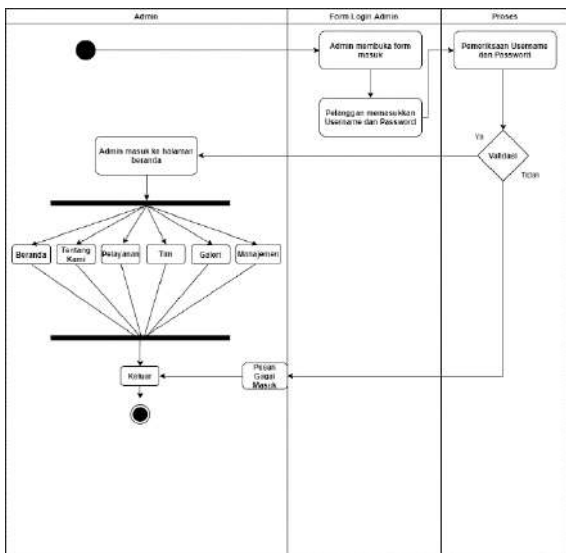 Admin
Form Login Admin
Proses
Admin membuka form
masuk
Pemeriksaan Username
dan Password
Pelanggan memasukkan
Username dan Password
Ya
Validasi
Tidak
Admin masuk ke halaman
beranda
Beranda
Tentang
Kami
Pelayanan
Tim
Galeri
Manajemen
Keluar
Pesan
Gagal
Masuk